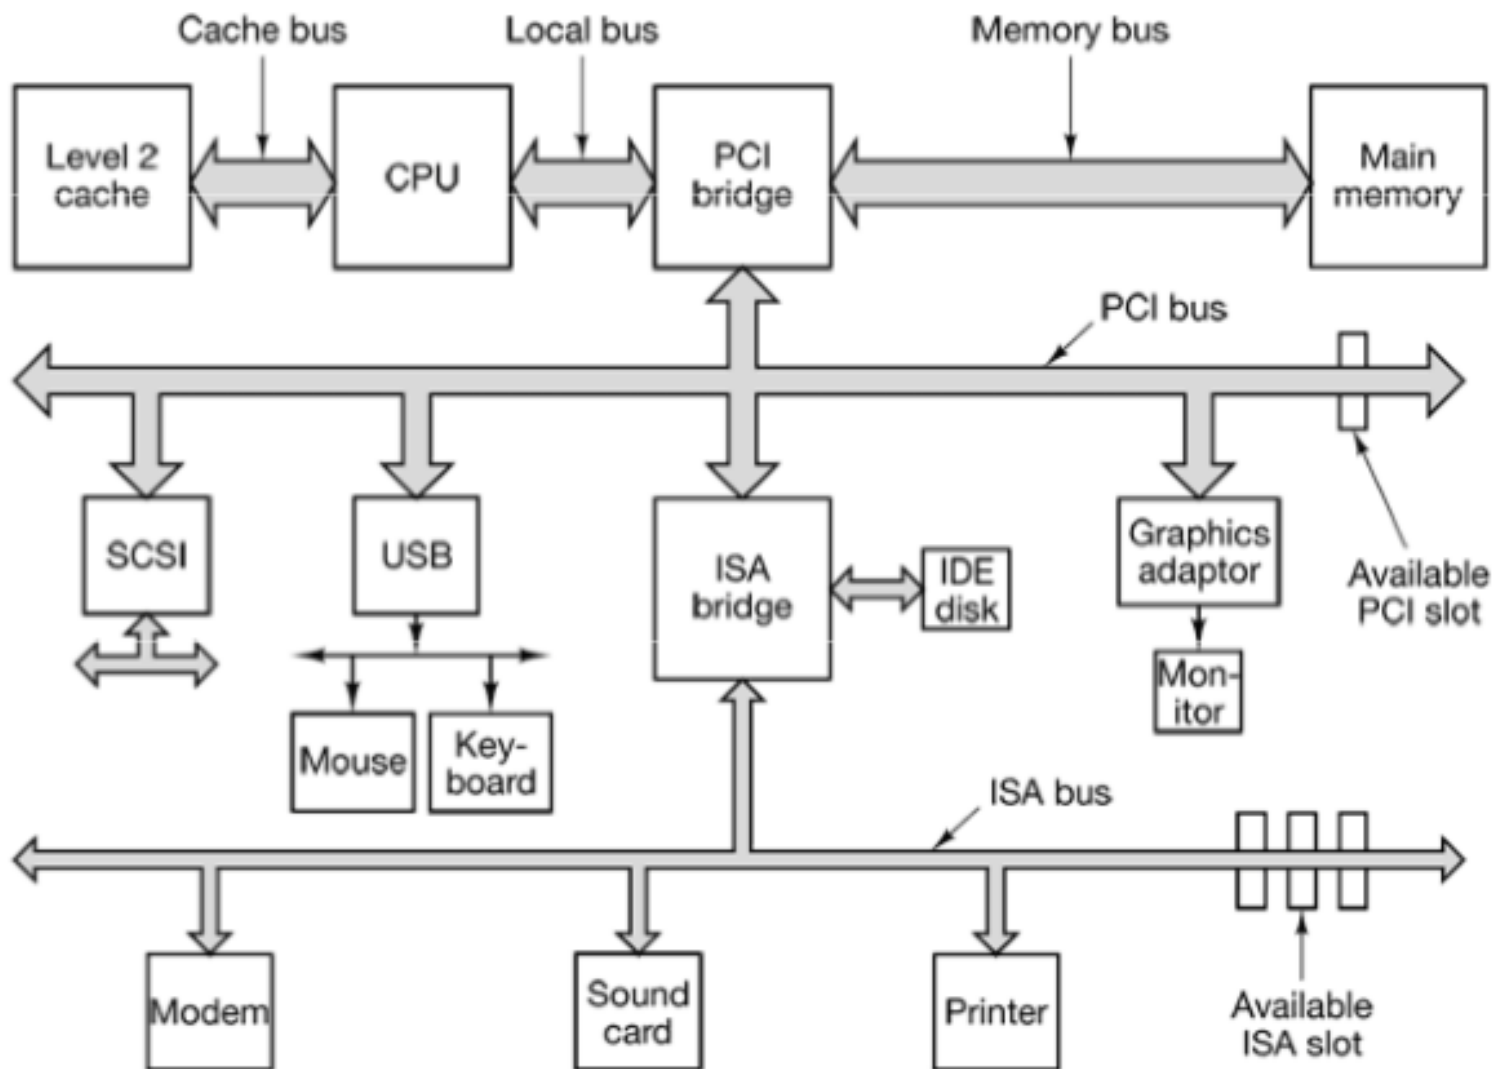 Cache bus
Local bus
Memory bus
Level 2
cache
CPU
PCI
bridge
Main
memory
PCI bus
SCSI
USB
ISA
bridge
IDE
disk
Graphics
adaptor
Available
PCI slot
Mon-
itor
Mouse
Key-
board
ISA bus
Modem
Sound
card
Printer
Available
ISA slot